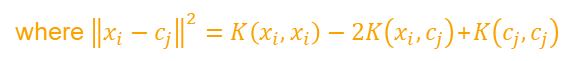 where ‖xᵢ − cⱼ‖² = K(xᵢ, xᵢ) − 2K(xᵢ, cⱼ)+K(cⱼ, cⱼ)